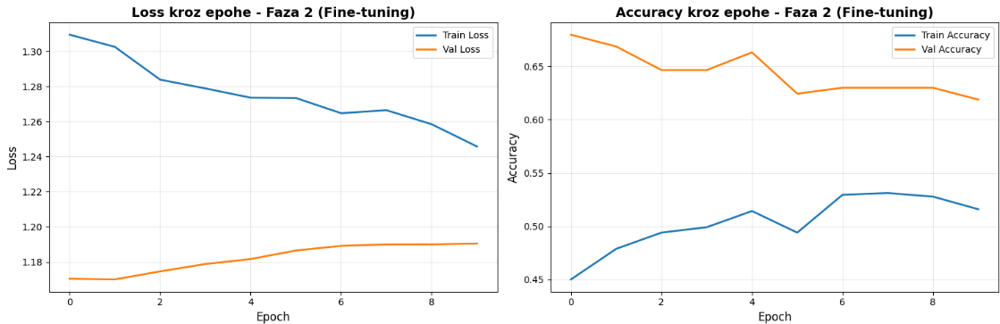 Loss kroz epohe - Faza 2 (Fine-tuning)
Train Loss
Val Loss
1.30
1.28
1.26
1.24
1.22
1.20
1.18
Loss
0 2 4 6 8
Epoch
Accuracy kroz epohe - Faza 2 (Fine-tuning)
Train Accuracy
Val Accuracy
0.65
0.60
0.55
0.50
0.45
Accuracy
0 2 4 6 8
Epoch